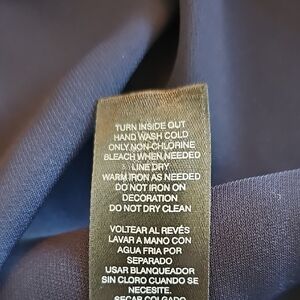 TURN INSIDE OUT
HAND WASH COLD
ONLY NON-CHLORINE
BLEACH WHEN NEEDED
LINE DRY
WARM IRON AS NEEDED
DO NOT IRON ON
DECORATION
DO NOT DRY CLEAN
VOLTEAR AL REVÉS
LAVAR A MANO CON
AGUA FRIA POR
SEPARADO
USAR BLANQUEADOR
SIN CLORO CUANDO SE
NECESITE.
SECAR COLGADO